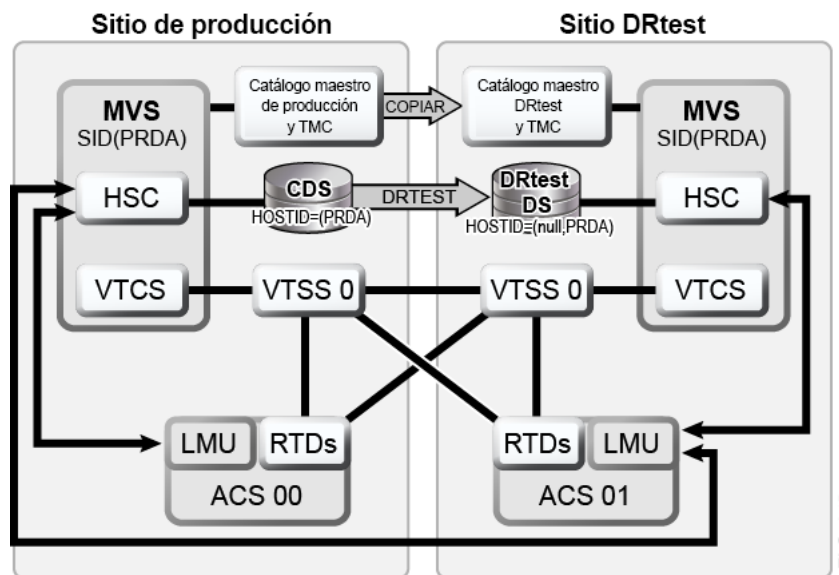 Sitio de producción
Sitio DRtest
MVS
SID(PRDA)
Catálogo maestro
de producción
y TMC
COPIAR
Catálogo maestro
DRtest
y TMC
MVS
SID(PRDA)
HSC
CDS
HOSTID=(PRDA)
DRTEST
DRtest
DS
HOSTID=(null,PRDA)
HSC
VTCS
VTSS 0
VTSS 0
VTCS
LMU
RTDs
ACS 00
RTDs
LMU
ACS 01